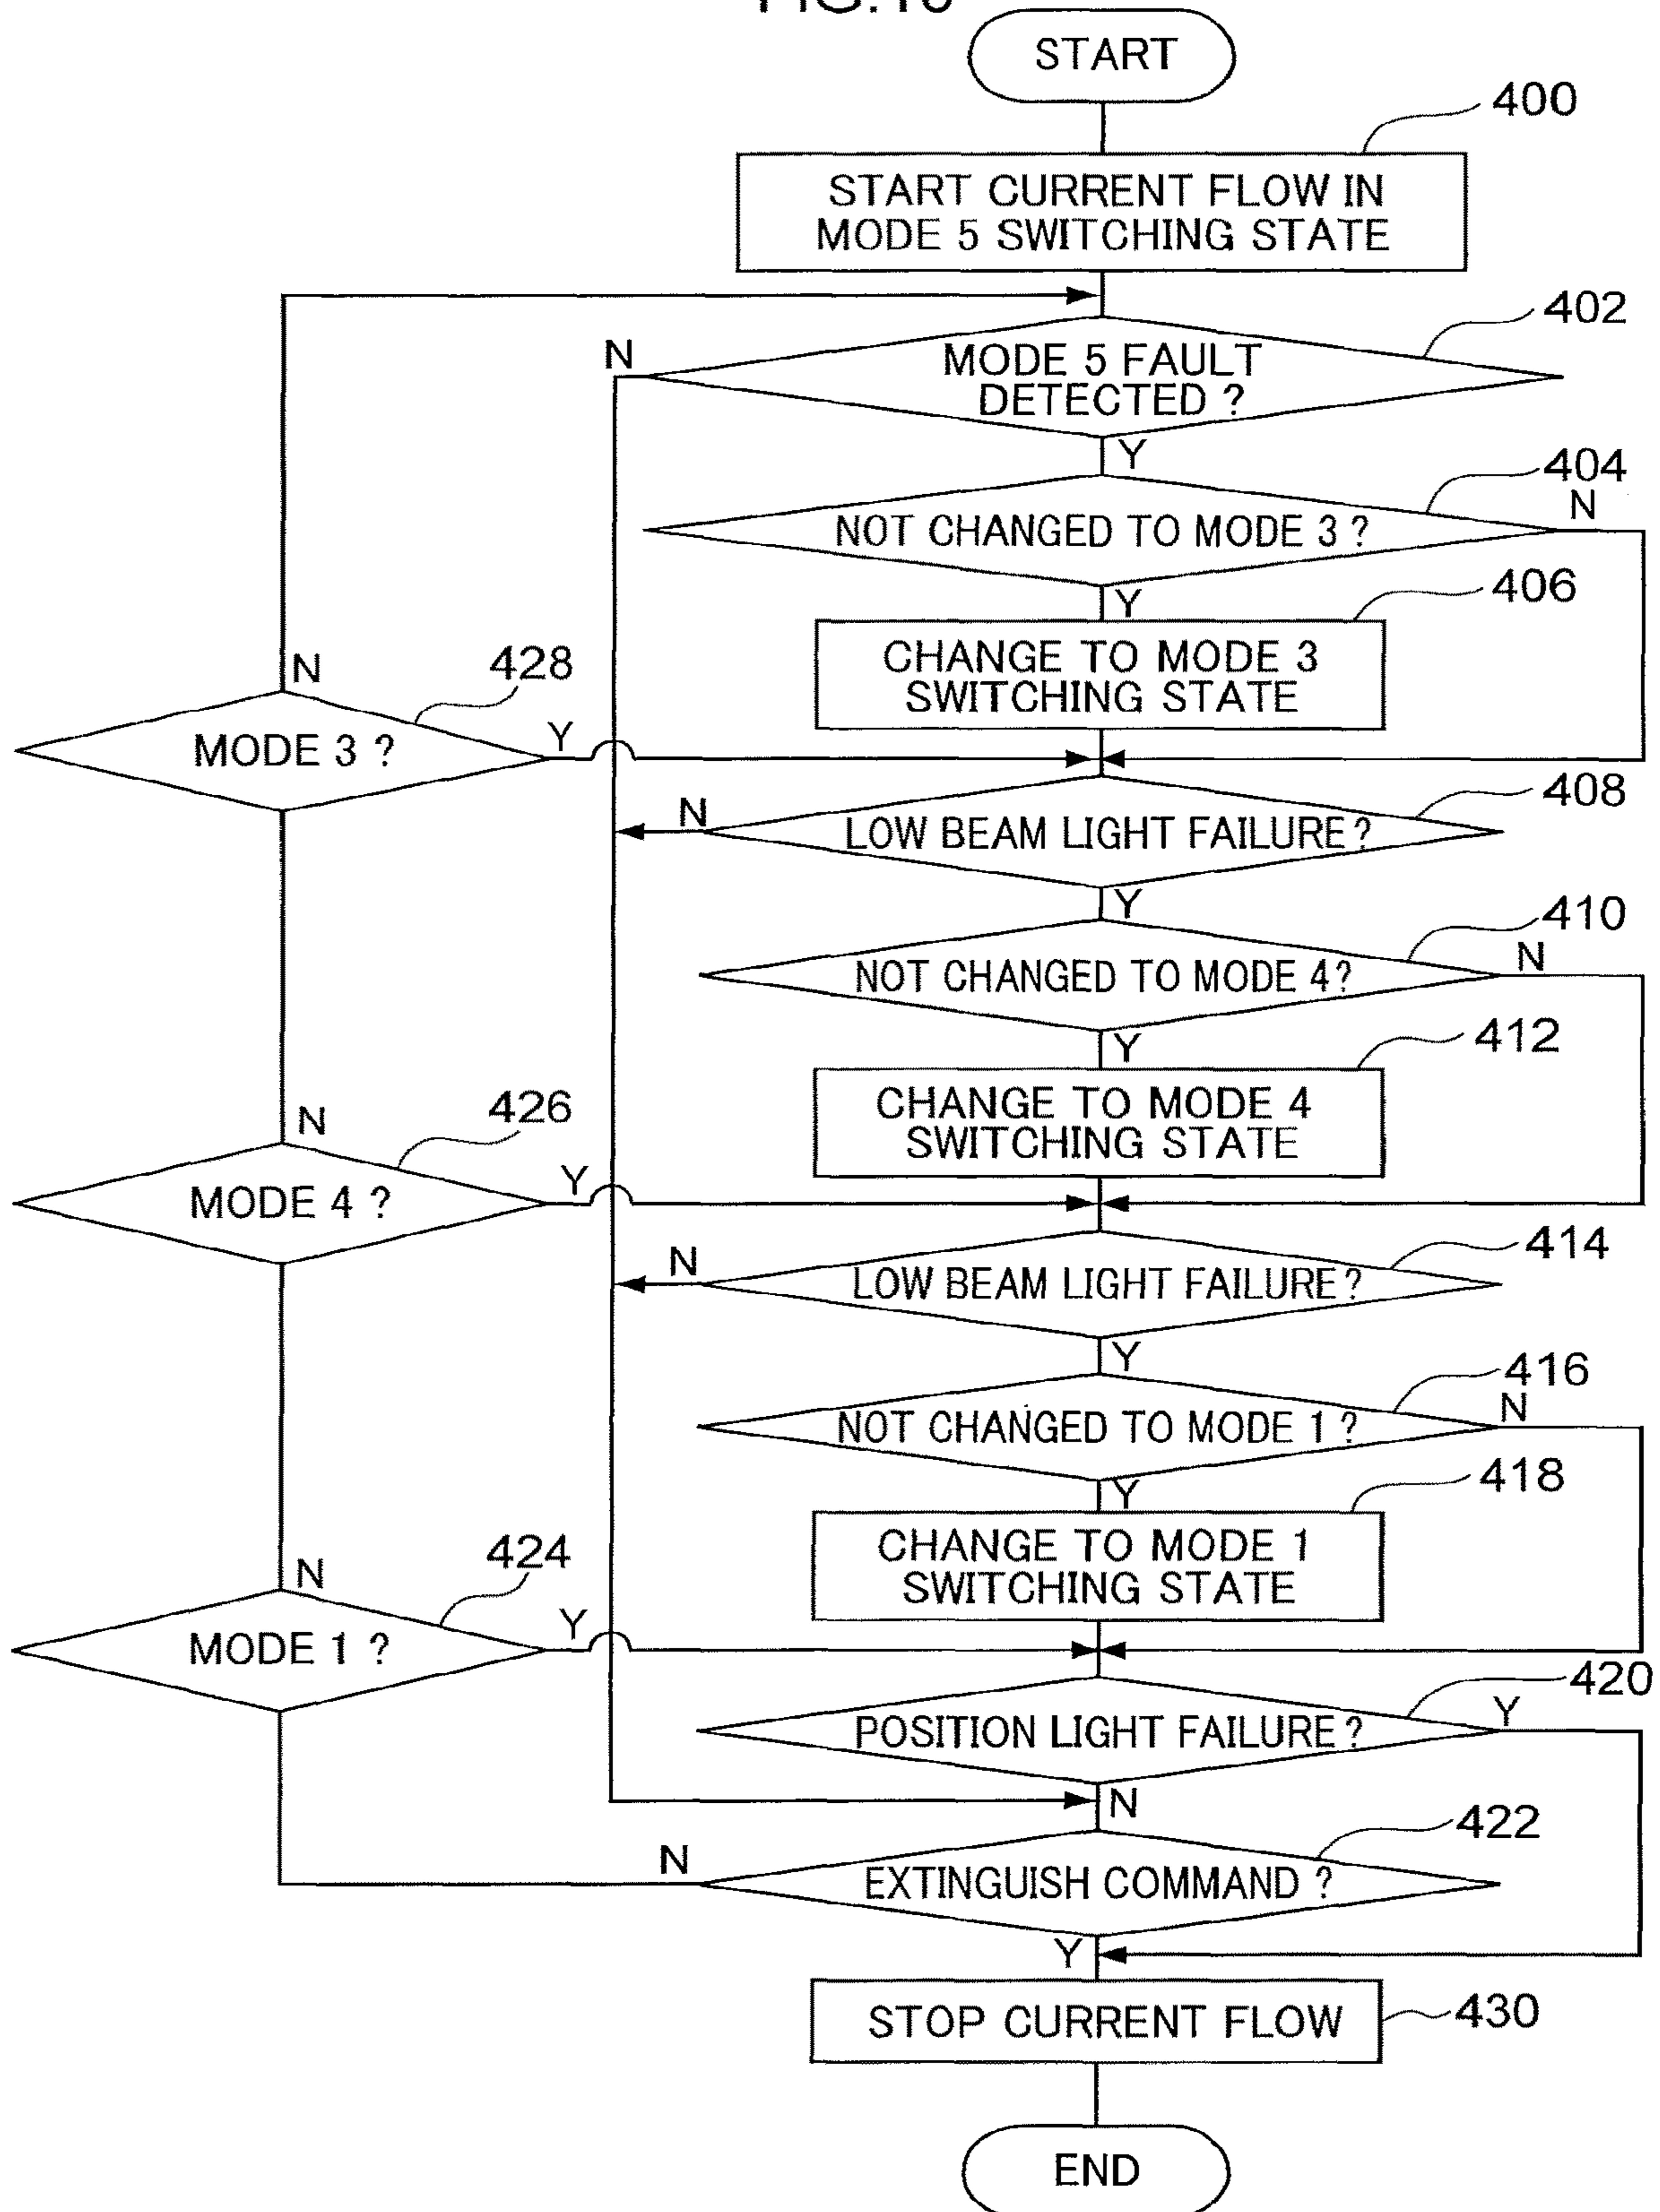 START
400
START CURRENT FLOW IN
MODE 5 SWITCHING STATE
402
N
MODE 5 FAULT
DETECTED ?
Y
404
N
NOT CHANGED TO MODE 3 ?
Y
406
CHANGE TO MODE 3
SWITCHING STATE
N
428
MODE 3 ?
Y
408
N
LOW BEAM LIGHT FAILURE ?
Y
410
N
NOT CHANGED TO MODE 4 ?
Y
412
CHANGE TO MODE 4
SWITCHING STATE
N
426
MODE 4 ?
Y
414
N
LOW BEAM LIGHT FAILURE ?
Y
416
N
NOT CHANGED TO MODE 1 ?
Y
418
CHANGE TO MODE 1
SWITCHING STATE
N
424
MODE 1 ?
Y
420
Y
POSITION LIGHT FAILURE ?
N
422
N
EXTINGUISH COMMAND ?
Y
STOP CURRENT FLOW
430
END